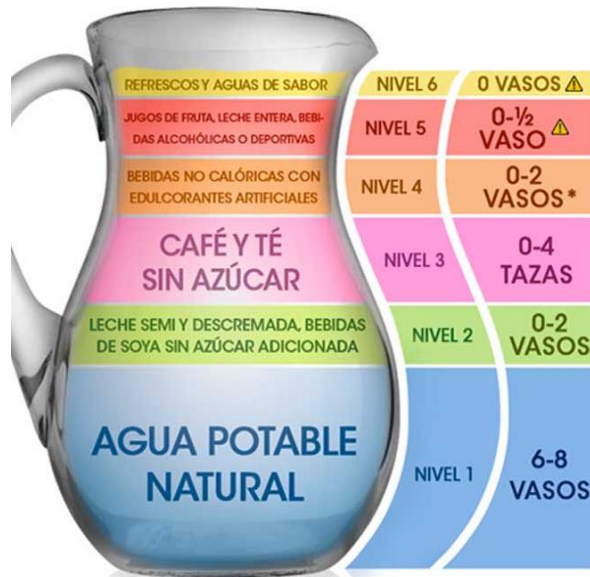 REFRESCOS Y AGUAS DE SABOR
NIVEL 6
0 VASOS ⚠
JUGOS DE FRUTA, LECHE ENTERA, BEBI-
DAS ALCOHÓLICAS O DEPORTIVAS
NIVEL 5
0-½
VASO ⚠
BEBIDAS NO CALÓRICAS CON
EDULCORANTES ARTIFICIALES
NIVEL 4
0-2
VASOS*
CAFÉ Y TÉ
SIN AZÚCAR
NIVEL 3
0-4
TAZAS
LECHE SEMI Y DESCREMADA, BEBIDAS
DE SOYA SIN AZÚCAR ADICIONADA
NIVEL 2
0-2
VASOS
AGUA POTABLE
NATURAL
NIVEL 1
6-8
VASOS